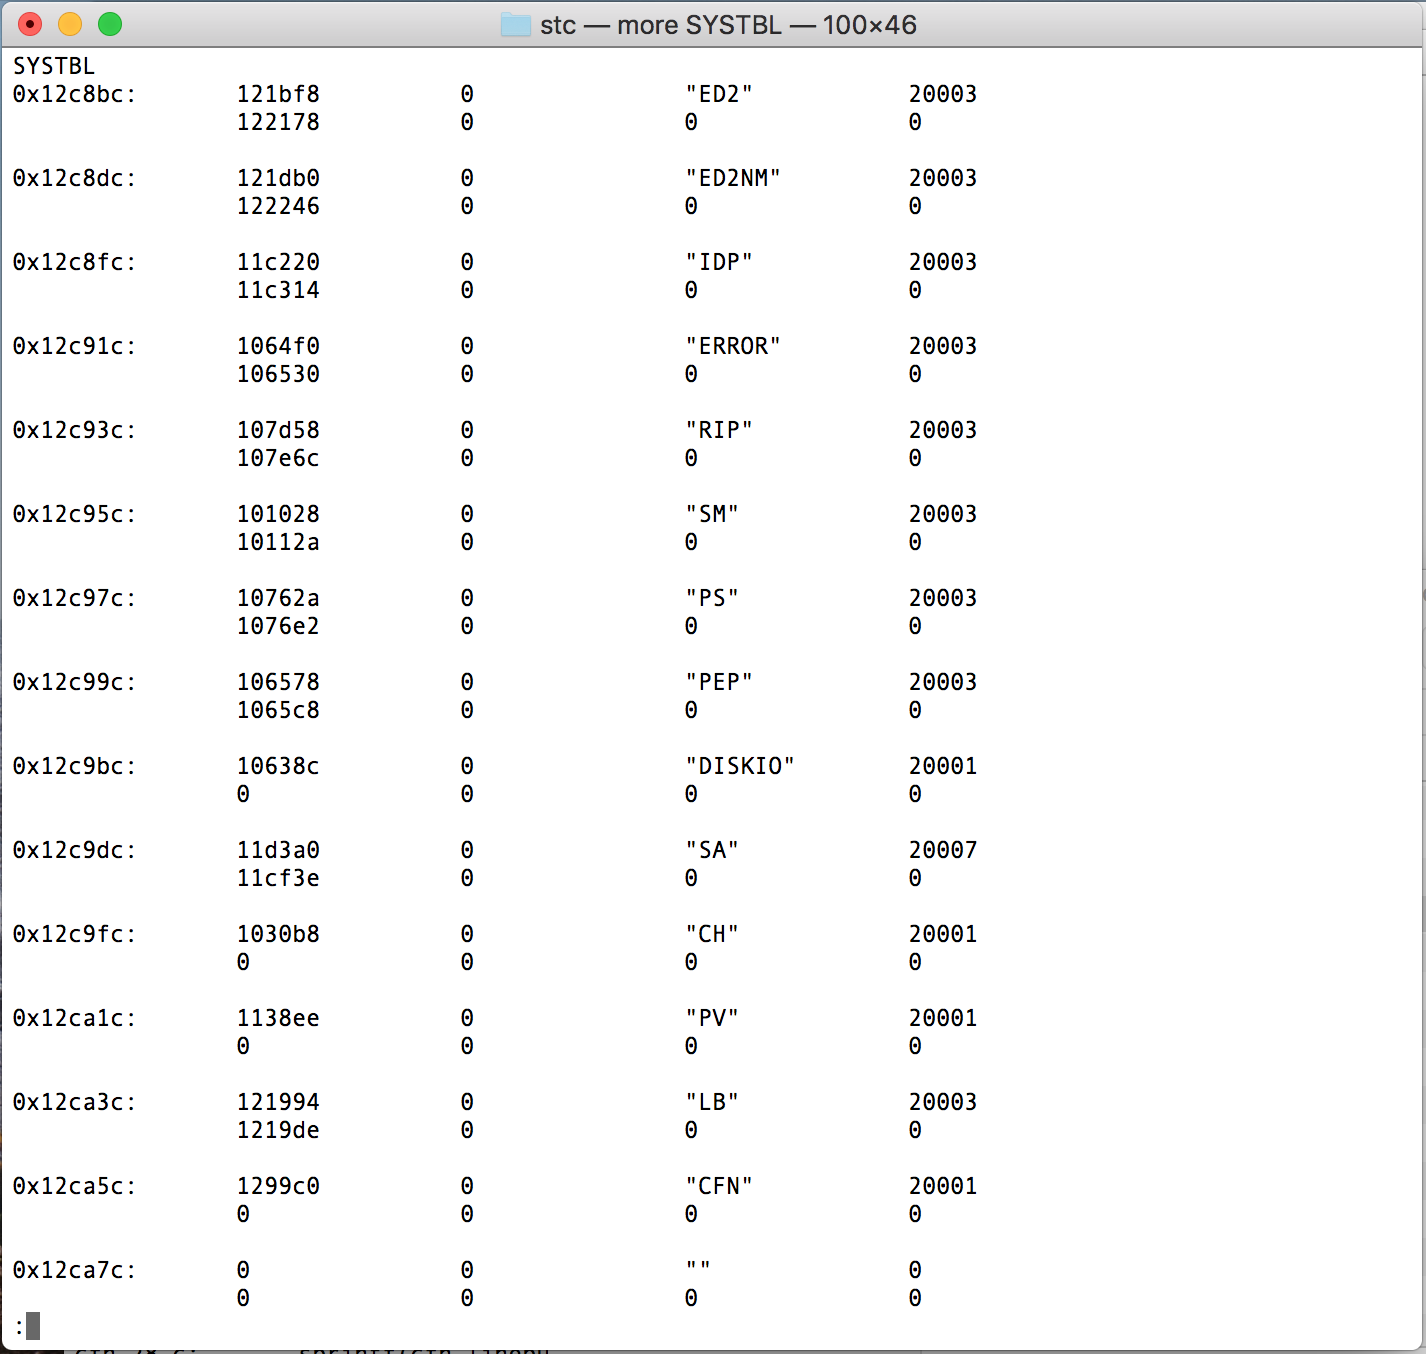 stc — more SYSTBL — 100×46
SYSTBL
0x12c8bc: 121bf8 0 "ED2" 20003
122178 0 0 0
0x12c8dc: 121db0 0 "ED2NM" 20003
122246 0 0 0
0x12c8fc: 11c220 0 "IDP" 20003
11c314 0 0 0
0x12c91c: 1064f0 0 "ERROR" 20003
106530 0 0 0
0x12c93c: 107d58 0 "RIP" 20003
107e6c 0 0 0
0x12c95c: 101028 0 "SM" 20003
10112a 0 0 0
0x12c97c: 10762a 0 "PS" 20003
1076e2 0 0 0
0x12c99c: 106578 0 "PEP" 20003
1065c8 0 0 0
0x12c9bc: 10638c 0 "DISKIO" 20001
0 0 0 0
0x12c9dc: 11d3a0 0 "SA" 20007
11cf3e 0 0 0
0x12c9fc: 1030b8 0 "CH" 20001
0 0 0 0
0x12ca1c: 1138ee 0 "PV" 20001
0 0 0 0
0x12ca3c: 121994 0 "LB" 20003
1219de 0 0 0
0x12ca5c: 1299c0 0 "CFN" 20001
0 0 0 0
0x12ca7c: 0 0 "" 0
0 0 0 0
: